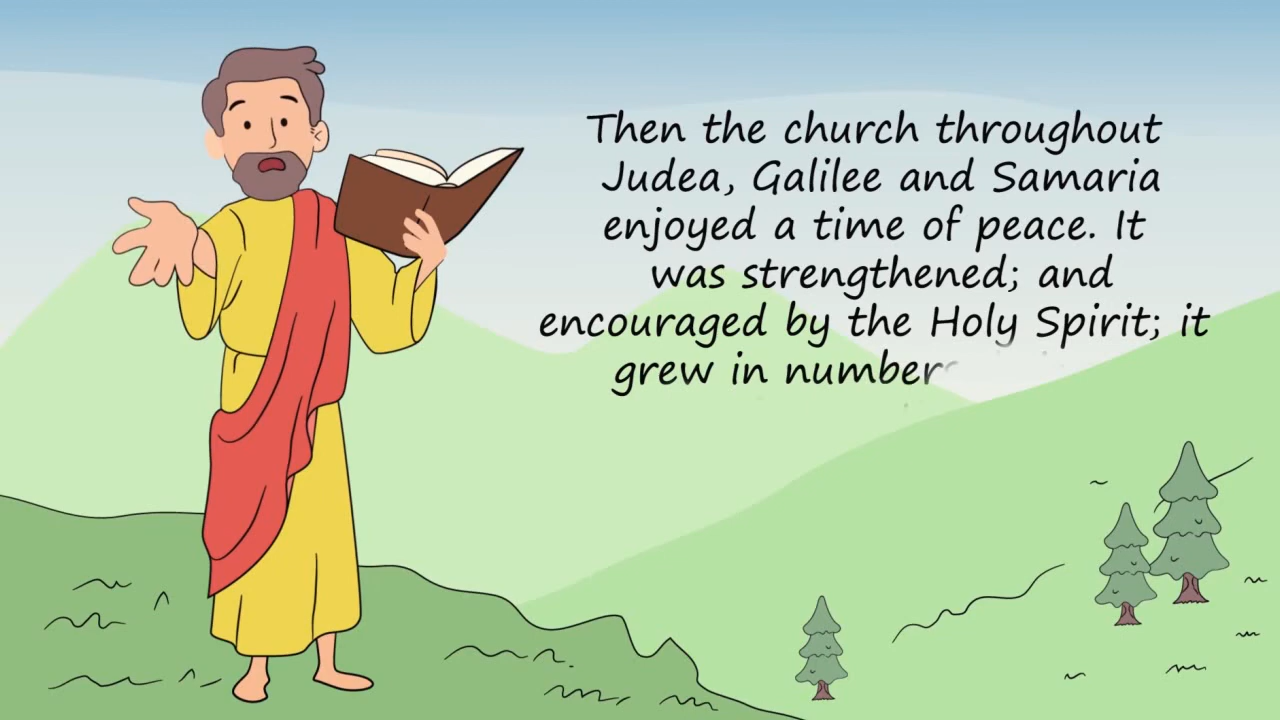 Then the church throughout
Judea, Galilee and Samaria
enjoyed a time of peace. It
was strengthened; and
encouraged by the Holy Spirit; it
grew in numbers